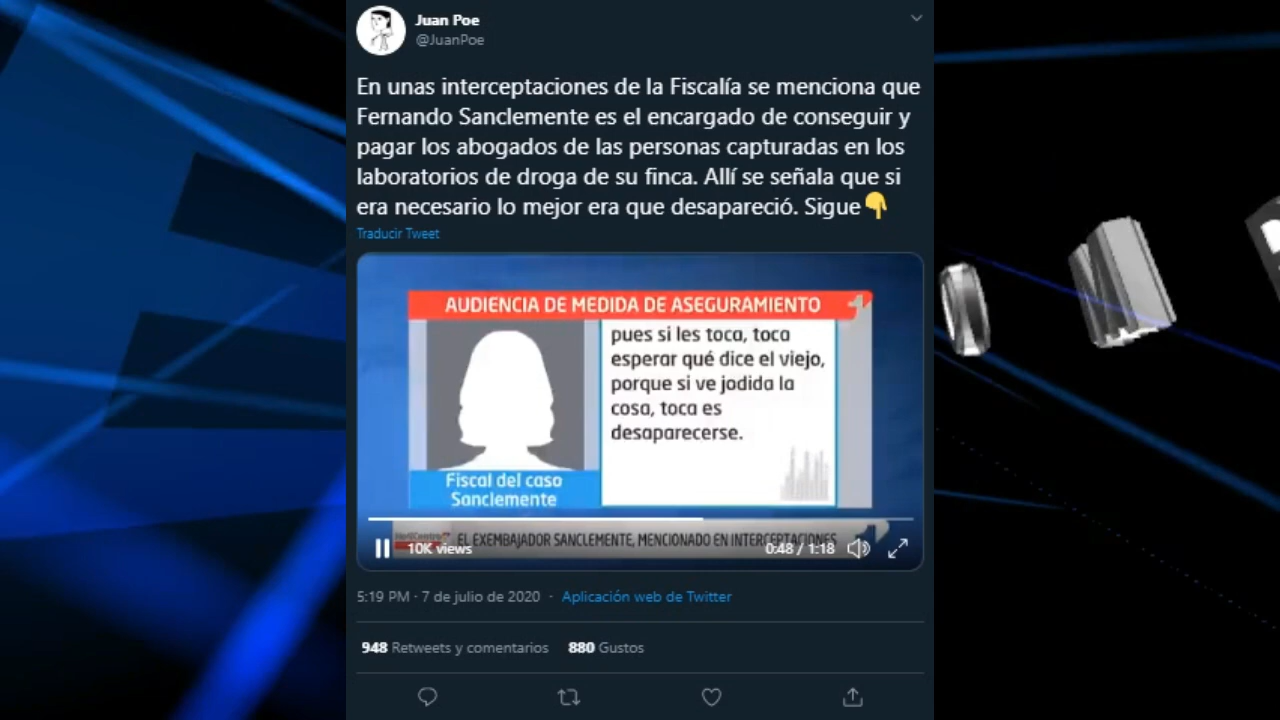 Juan Poe
@JuanPoe
En unas interceptaciones de la Fiscalía se menciona que
Fernando Sanclemente es el encargado de conseguir y
pagar los abogados de las personas capturadas en los
laboratorios de droga de su finca. Allí se señala que si
era necesario lo mejor era que desapareció. Sigue👇
Traducir Tweet
AUDIENCIA DE MEDIDA DE ASEGURAMIENTO
pues si les toca, toca
esperar qué dice el viejo,
porque si ve jodida la
cosa, toca es
desaparecerse.
Fiscal del caso
Sanclemente
EL EXEMBAJADOR SANCLEMENTE, MENCIONADO EN INTERCEPTACIONES
10K views
0:48 / 1:18
5:19 PM · 7 de julio de 2020 · Aplicación web de Twitter
948 Retweets y comentarios 880 Gustos